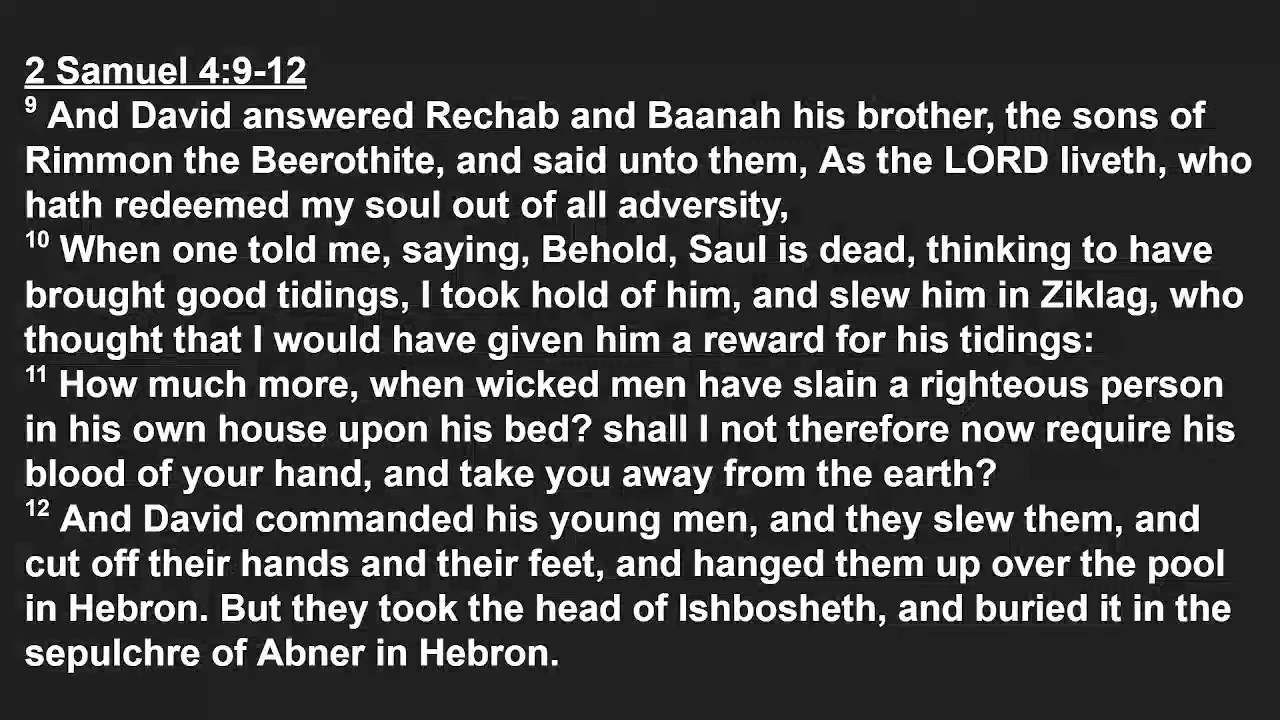 2 Samuel 4:9-12
9 And David answered Rechab and Baanah his brother, the sons of
Rimmon the Beerothite, and said unto them, As the LORD liveth, who
hath redeemed my soul out of all adversity,
10 When one told me, saying, Behold, Saul is dead, thinking to have
brought good tidings, I took hold of him, and slew him in Ziklag, who
thought that I would have given him a reward for his tidings:
11 How much more, when wicked men have slain a righteous person
in his own house upon his bed? shall I not therefore now require his
blood of your hand, and take you away from the earth?
12 And David commanded his young men, and they slew them, and
cut off their hands and their feet, and hanged them up over the pool
in Hebron. But they took the head of Ishbosheth, and buried it in the
sepulchre of Abner in Hebron.